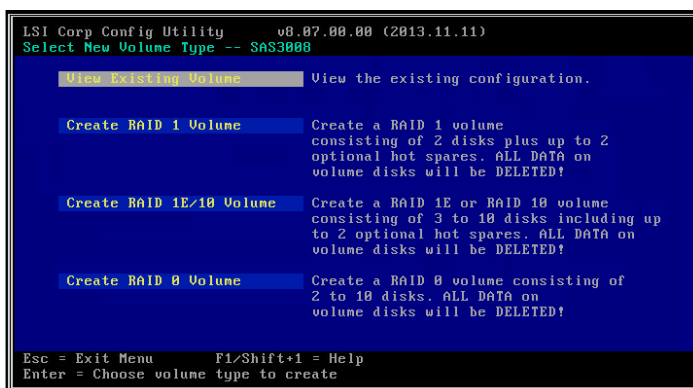 LSI Corp Config Utility v8.07.00.00 (2013.11.11)
Select New Volume Type -- SAS3008
View Existing Volume View the existing configuration.
Create RAID 1 Volume Create a RAID 1 volume
consisting of 2 disks plus up to 2
optional hot spares. ALL DATA on
volume disks will be DELETED!
Create RAID 1E/10 Volume Create a RAID 1E or RAID 10 volume
consisting of 3 to 10 disks including up
to 2 optional hot spares. ALL DATA on
volume disks will be DELETED!
Create RAID 0 Volume Create a RAID 0 volume consisting of
2 to 10 disks. ALL DATA on
volume disks will be DELETED!
Esc = Exit Menu F1/Shift+1 = Help
Enter = Choose volume type to create